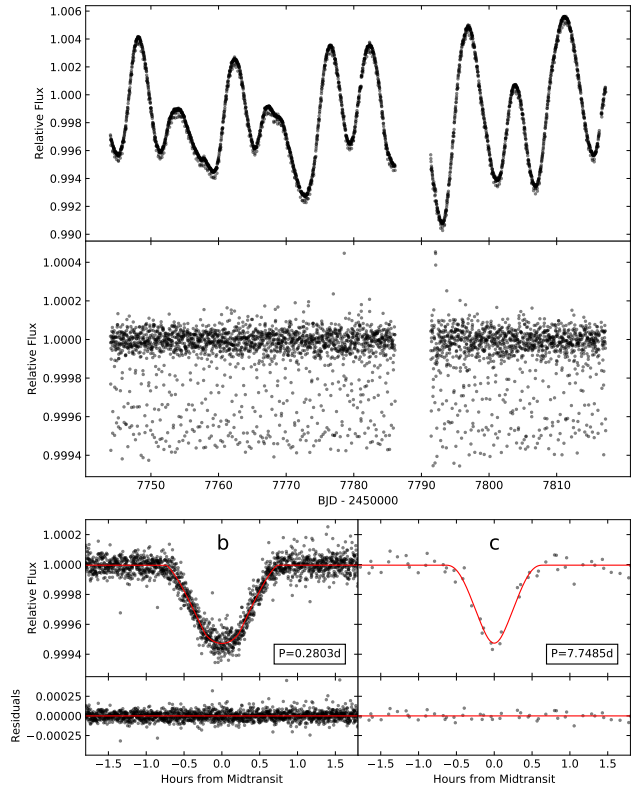 1.006
1.004
1.002
1.000
0.998
0.996
0.994
0.992
0.990
Relative Flux
1.0004
1.0002
1.0000
0.9998
0.9996
0.9994
Relative Flux
7750 7760 7770 7780 7790 7800 7810
BJD - 2450000
1.0002
1.0000
0.9998
0.9996
0.9994
Relative Flux
b
P=0.2803d
c
P=7.7485d
0.00025
0.00000
−0.00025
Residuals
−1.5 −1.0 −0.5 0.0 0.5 1.0 1.5
Hours from Midtransit
−1.5 −1.0 −0.5 0.0 0.5 1.0 1.5
Hours from Midtransit